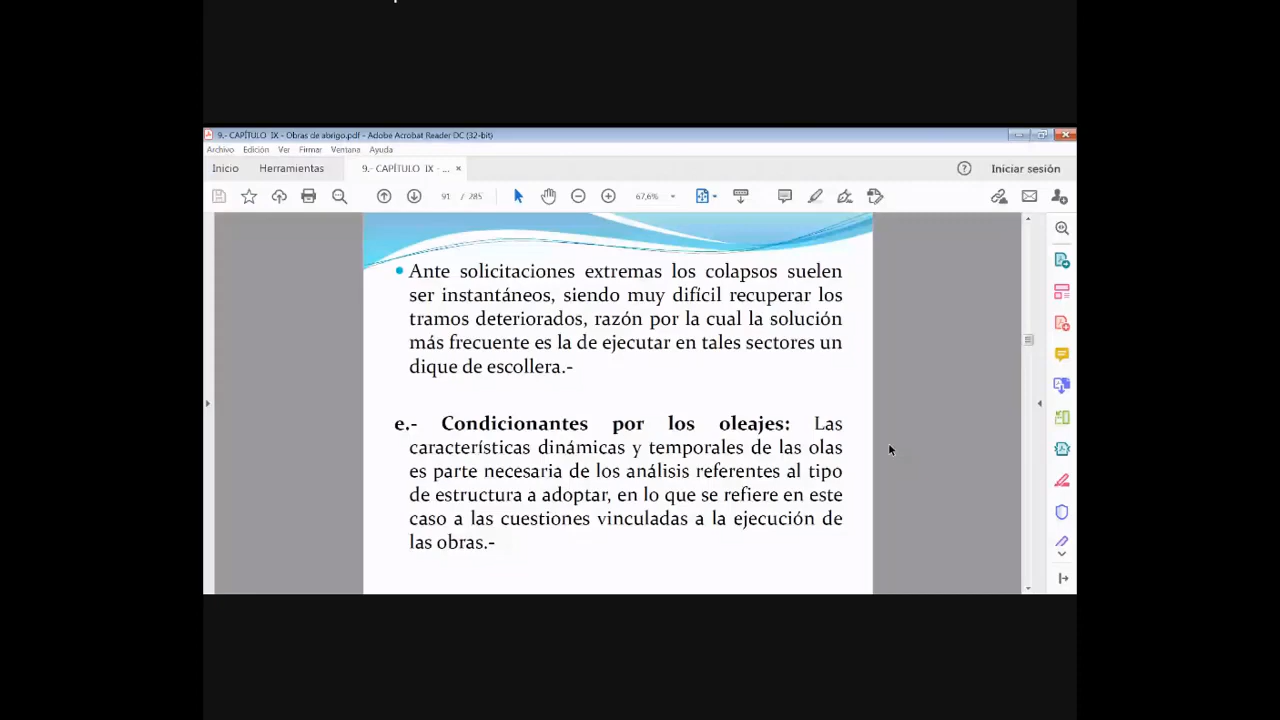 9.- CAPÍTULO IX - Obras de abrigo.pdf - Adobe Acrobat Reader DC (32-bit)
Archivo Edición Ver Firmar Ventana Ayuda
Inicio Herramientas 9.- CAPÍTULO IX - ... × Iniciar sesión
91 / 285 67,6%
• Ante solicitaciones extremas los colapsos suelen
ser instantáneos, siendo muy difícil recuperar los
tramos deteriorados, razón por la cual la solución
más frecuente es la de ejecutar en tales sectores un
dique de escollera.-
e.- Condicionantes por los oleajes: Las
características dinámicas y temporales de las olas
es parte necesaria de los análisis referentes al tipo
de estructura a adoptar, en lo que se refiere en este
caso a las cuestiones vinculadas a la ejecución de
las obras.-